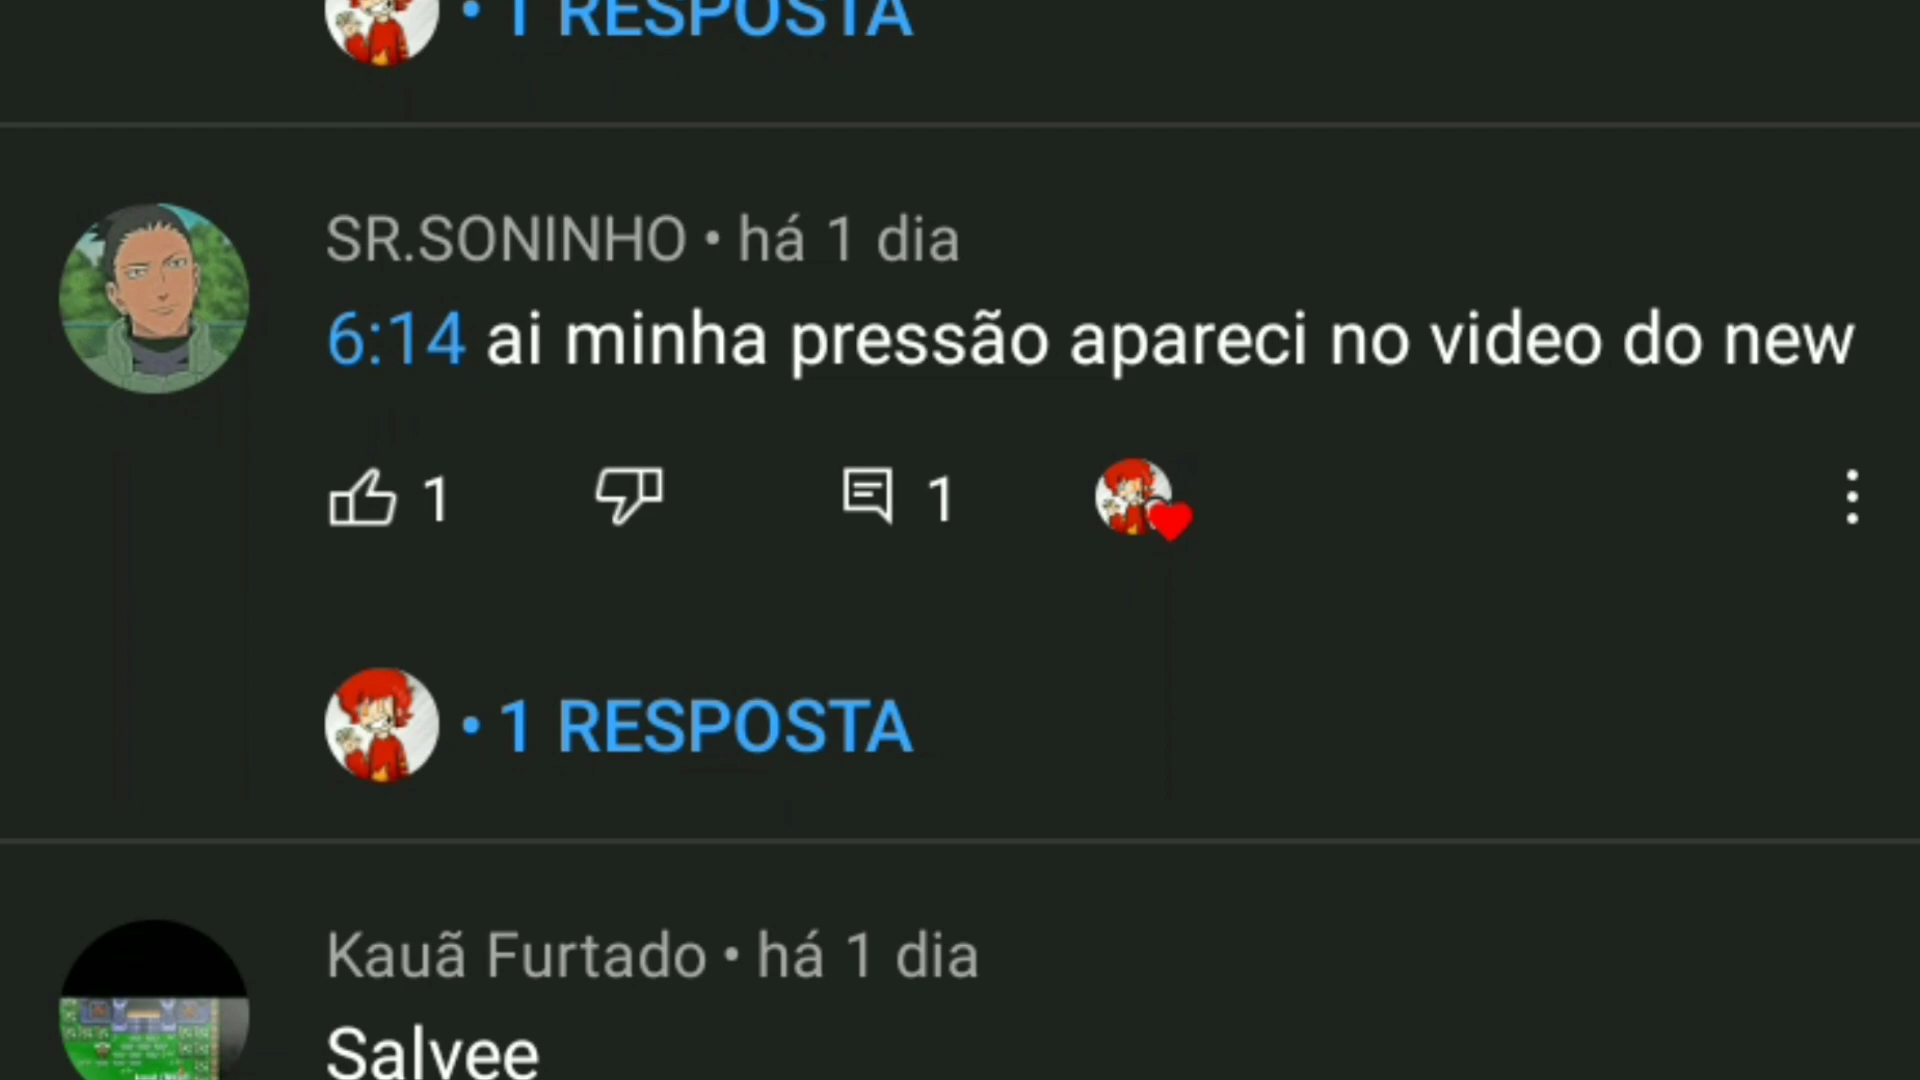 • 1 RESPOSTA
SR.SONINHO • há 1 dia
6:14 ai minha pressão apareci no video do new
1 1
• 1 RESPOSTA
Kauã Furtado • há 1 dia
Salvee